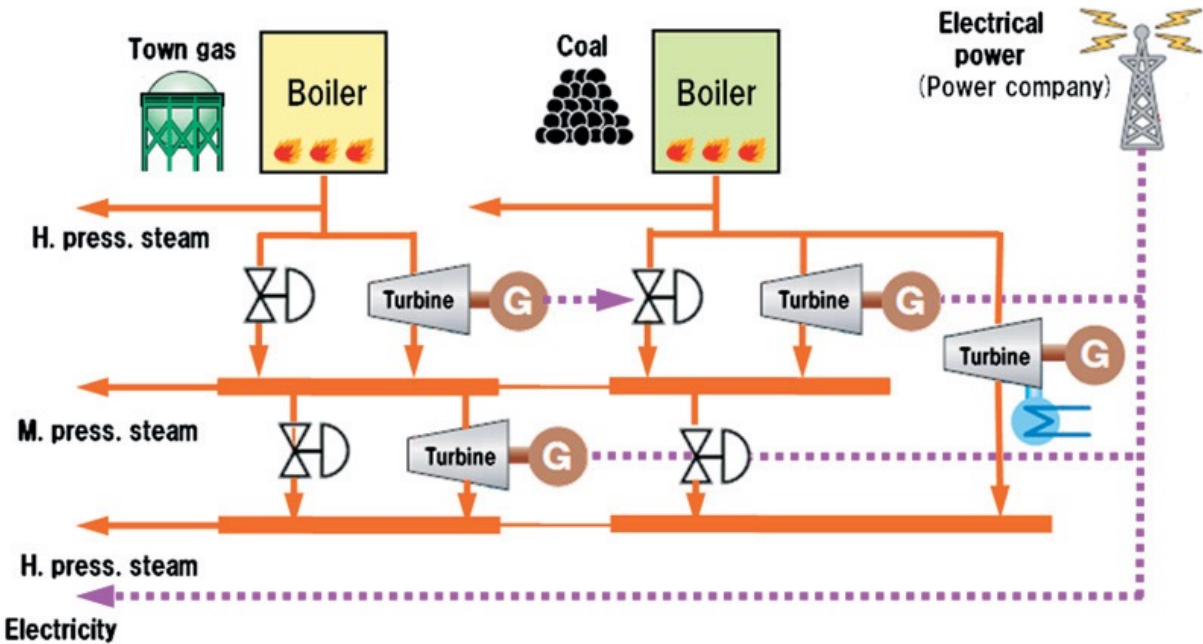 Town gas
Boiler
Coal
Boiler
Electrical
power
(Power company)
H. press. steam
Turbine
G
Turbine
G
Turbine
G
M. press. steam
Turbine
G
H. press. steam
Electricity